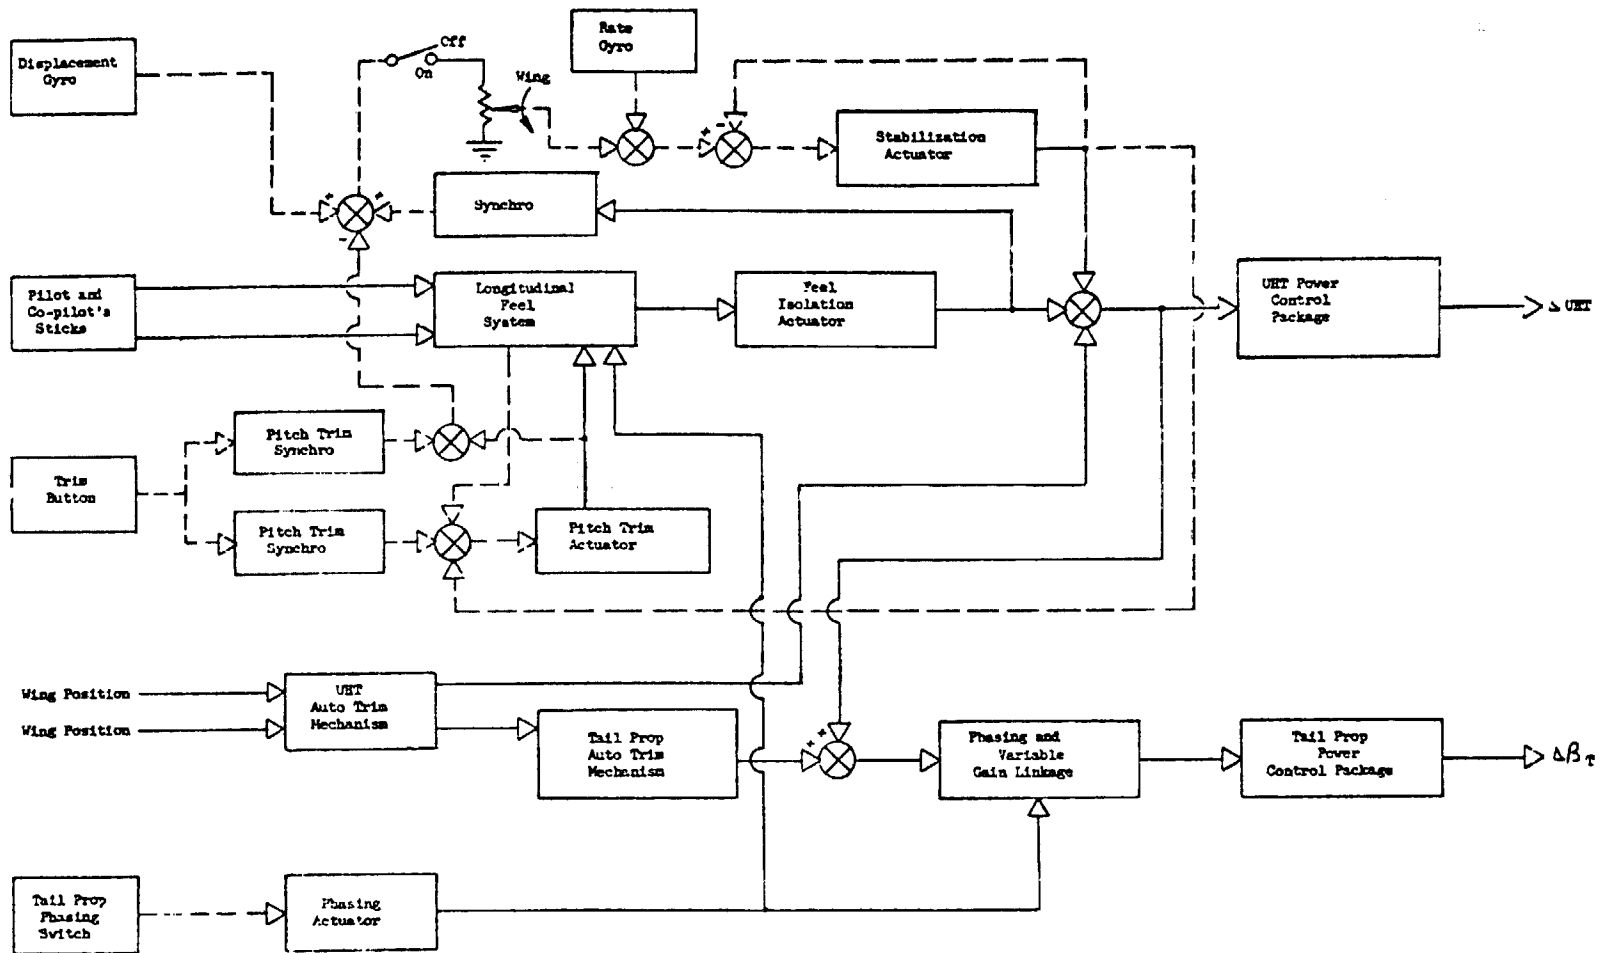 Rate
Gyro
Displacement
Gyro
Off
On
Wing
+
-
Stabilization
Actuator
+
+
Synchro
-
Pilot and
Co-pilot's
Sticks
Longitudinal
Feel
System
Feel
Isolation
Actuator
UHT Power
Control
Package
Δ UHT
Pitch Trim
Synchro
Trim
Button
Pitch Trim
Synchro
Pitch Trim
Actuator
Wing Position
Wing Position
UHT
Auto Trim
Mechanism
Tail Prop
Auto Trim
Mechanism
+
+
Phasing and
Variable
Gain Linkage
Tail Prop
Power
Control Package
Δβ T
Tail Prop
Phasing
Switch
Phasing
Actuator